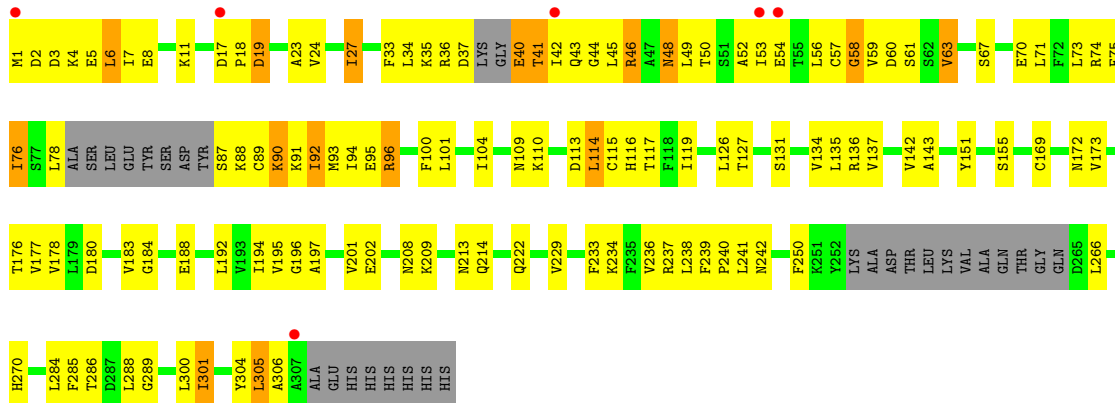 M1 D2 D3 K4 E5 L6 I7 E8 K11 D17 P18 D19 A23 V24 I27 F33 L34 K35 R36 D37 LYS GLY E40 T41 I42 Q43 G44 L45 R46 A47 N48 L49 T50 S51 A52 I53 E54 T55 L56 C57 G58 V59 D60 S61 S62 V63 S67 E70 L71 F72 L73 R74 E75
I76 S77 L78 ALA SER LEU GLU TYR SER ASP TYR S87 K88 C89 K90 K91 I92 M93 I94 E95 R96 F100 L101 I104 N109 K110 D113 L114 C115 H116 T117 F118 I119 L126 T127 S131 V134 L135 R136 V137 V142 A143 Y151 S155 C169 N172 V173
T176 V177 V178 L179 D180 V183 G184 E188 L192 V193 I194 V195 G196 A197 V201 E202 N208 K209 N213 Q214 Q222 V229 F233 K234 F235 V236 R237 L238 F239 P240 L241 N242 F250 K251 Y252 LYS ALA ASP THR LEU LYS VAL ALA GLN THR GLY GLN D265 L266
H270 L284 F285 T286 D287 L288 G289 L300 I301 Y304 L305 A306 A307 ALA GLU HIS HIS HIS HIS HIS HIS